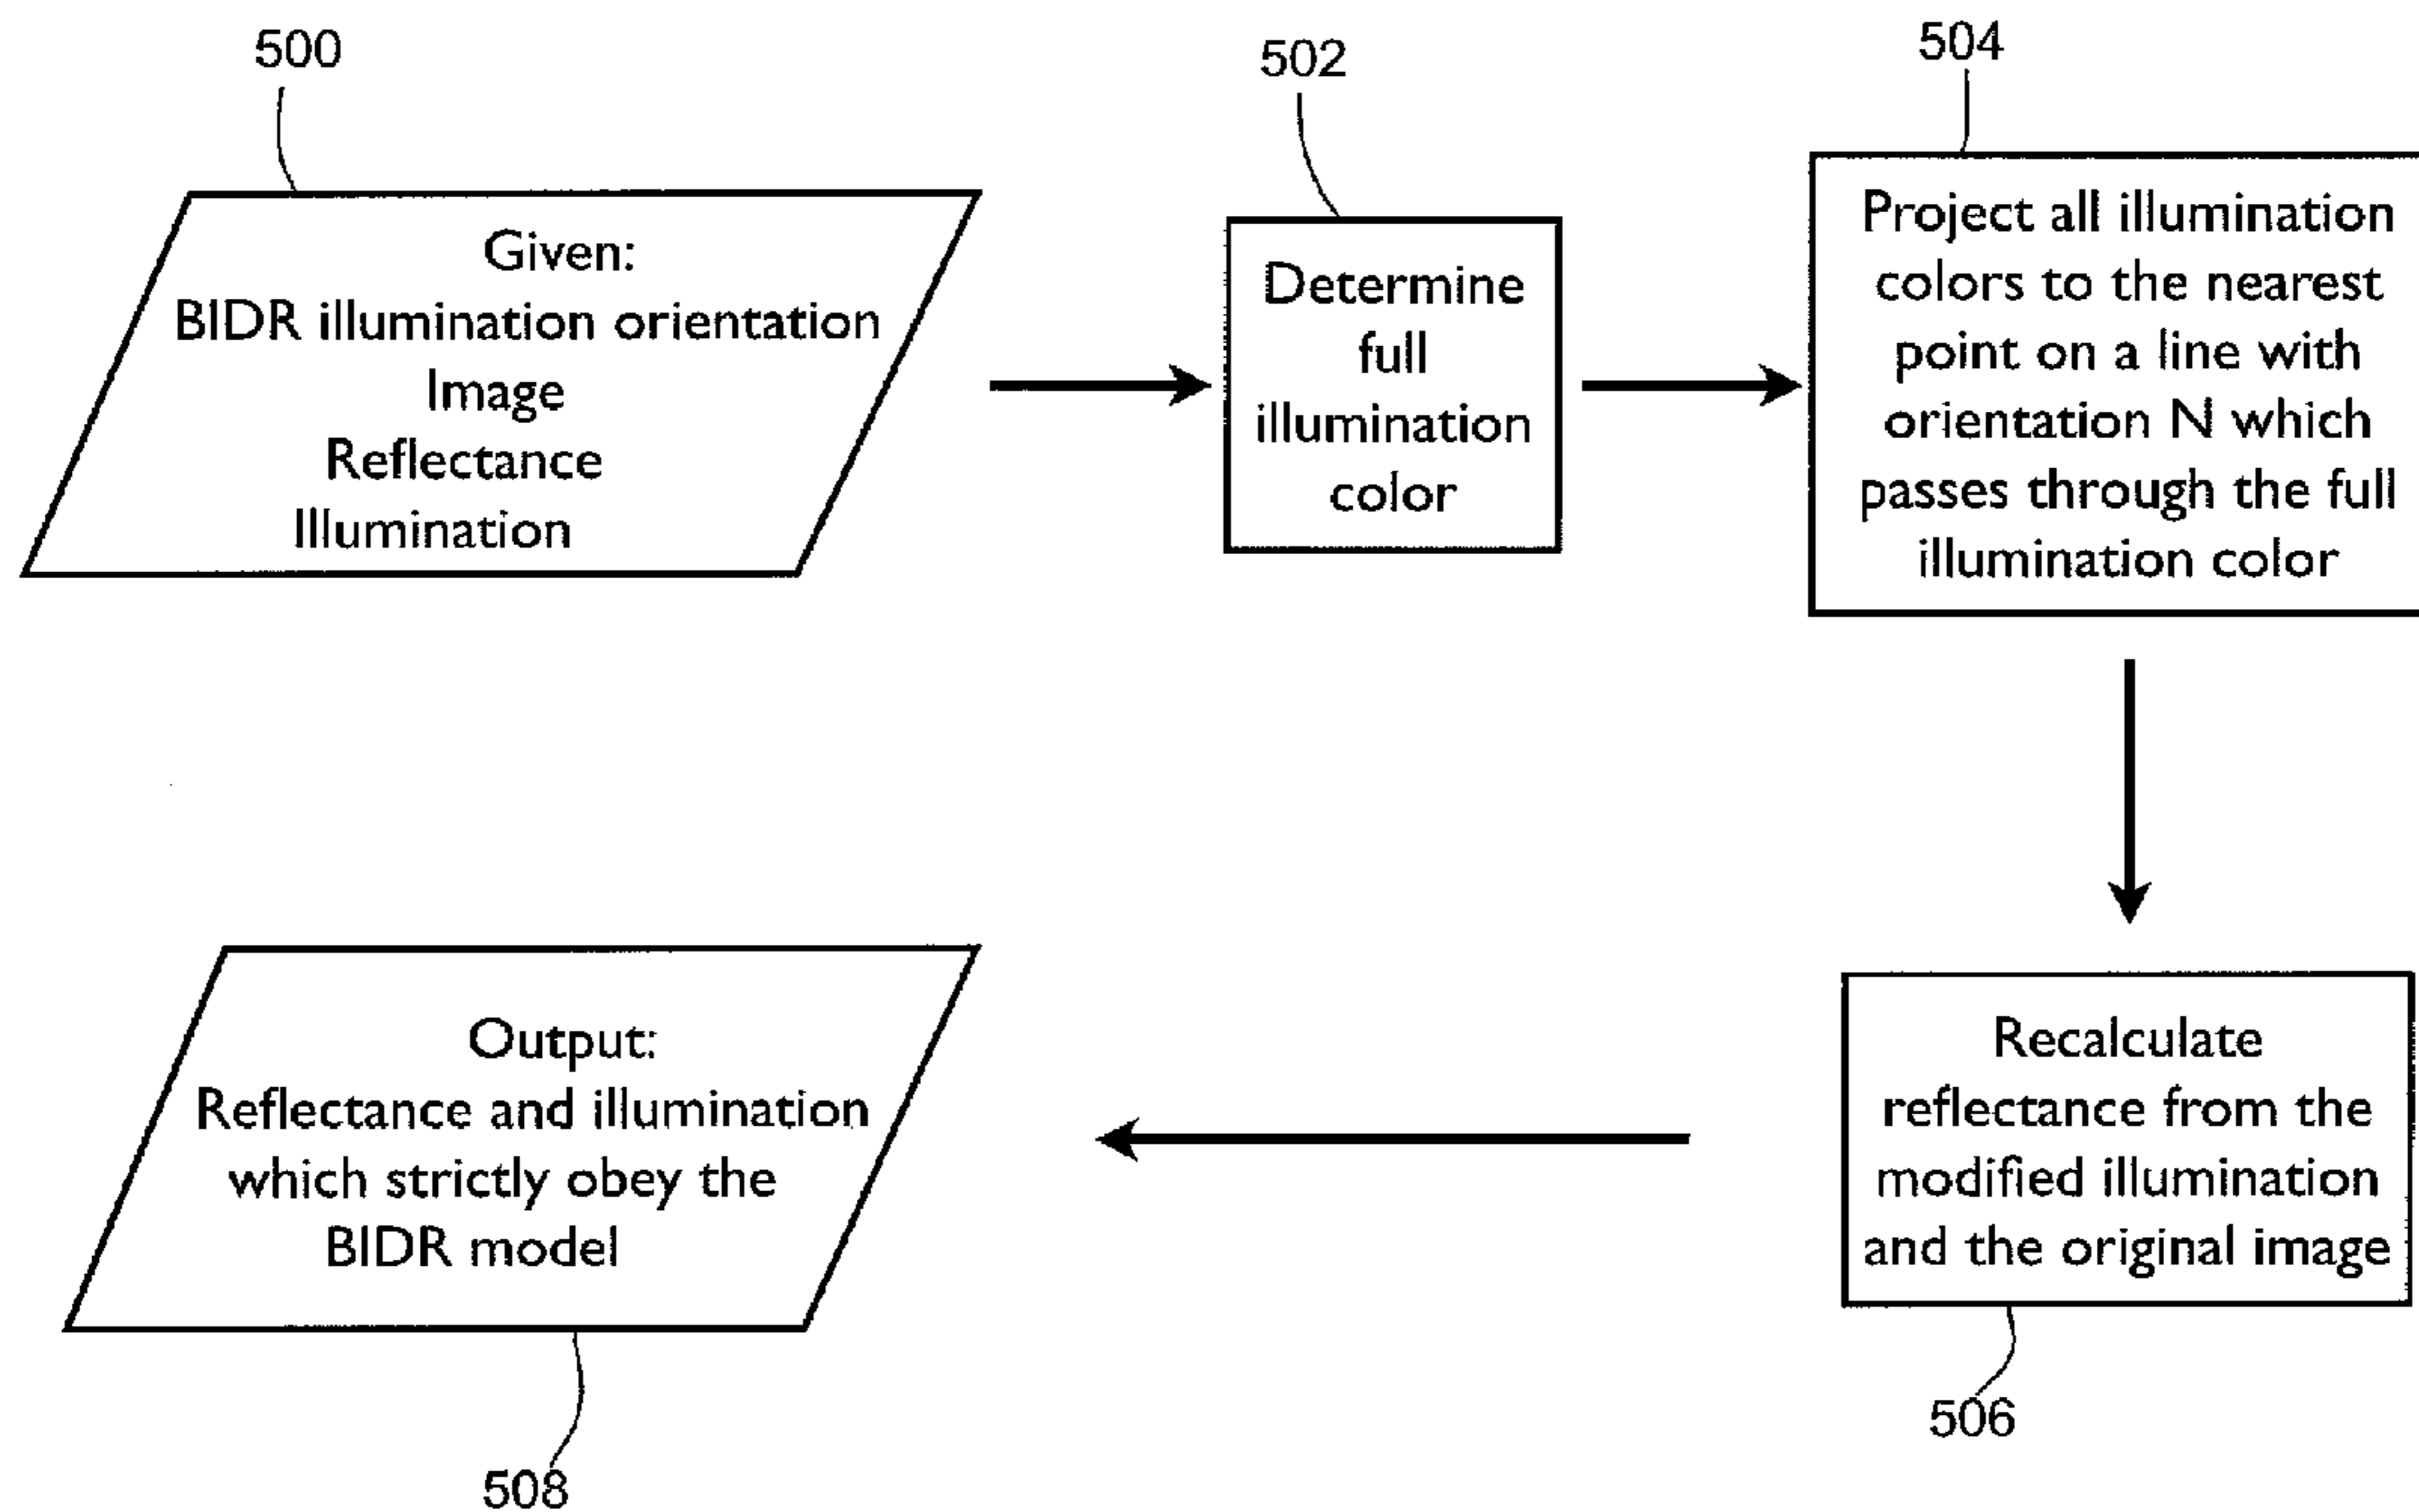 500
Given:
BIDR illumination orientation
Image
Reflectance
Illumination
502
Determine
full
illumination
color
504
Project all illumination
colors to the nearest
point on a line with
orientation N which
passes through the full
illumination color
Recalculate
reflectance from the
modified illumination
and the original image
506
Output:
Reflectance and illumination
which strictly obey the
BIDR model
508